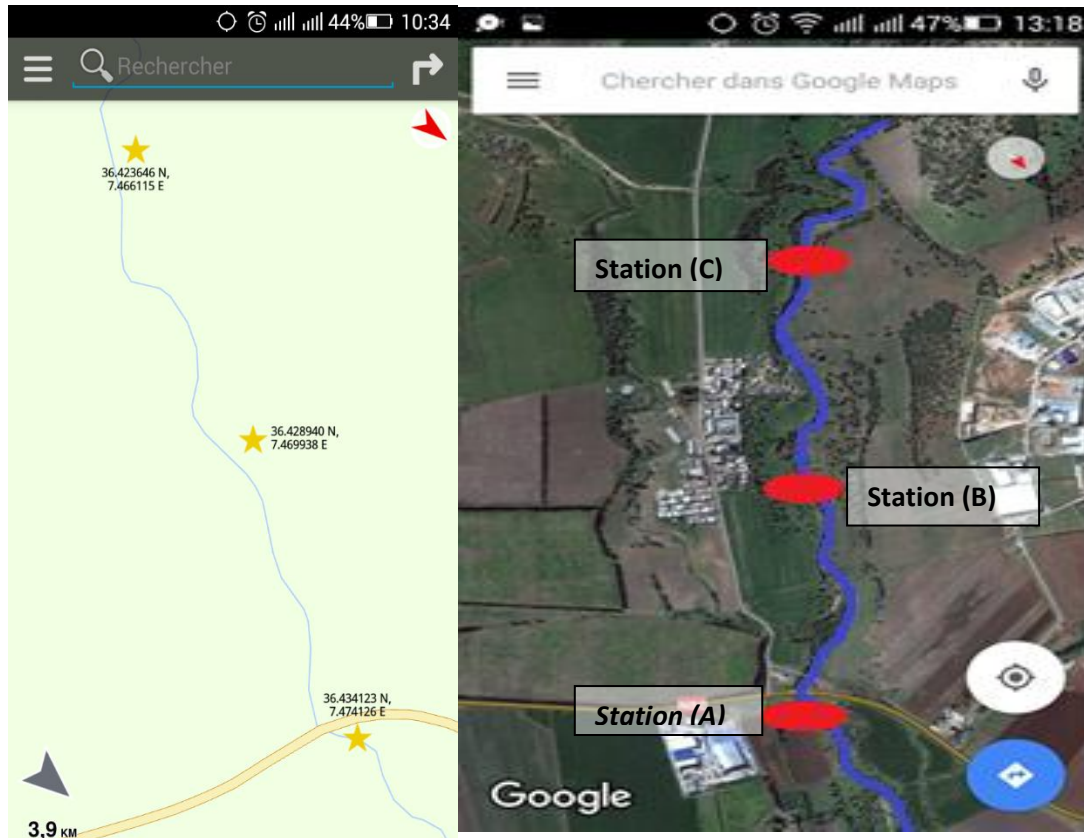 44% 10:34
Rechercher
36.423646 N,
7.466115 E
36.428940 N,
7.469938 E
36.434123 N,
7.474126 E
3,9 KM
47% 13:18
Chercher dans Google Maps
Station (C)
Station (B)
Station (A)
Google